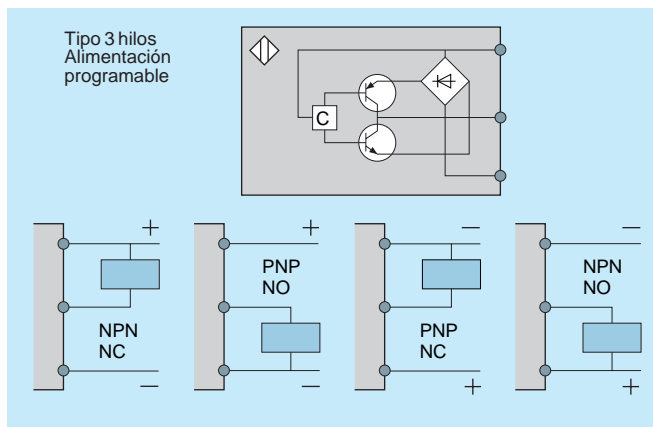 Tipo 3 hilos
Alimentación
programable
C
+
NPN
NC
—
+
PNP
NO
—
—
PNP
NC
+
—
NPN
NO
+